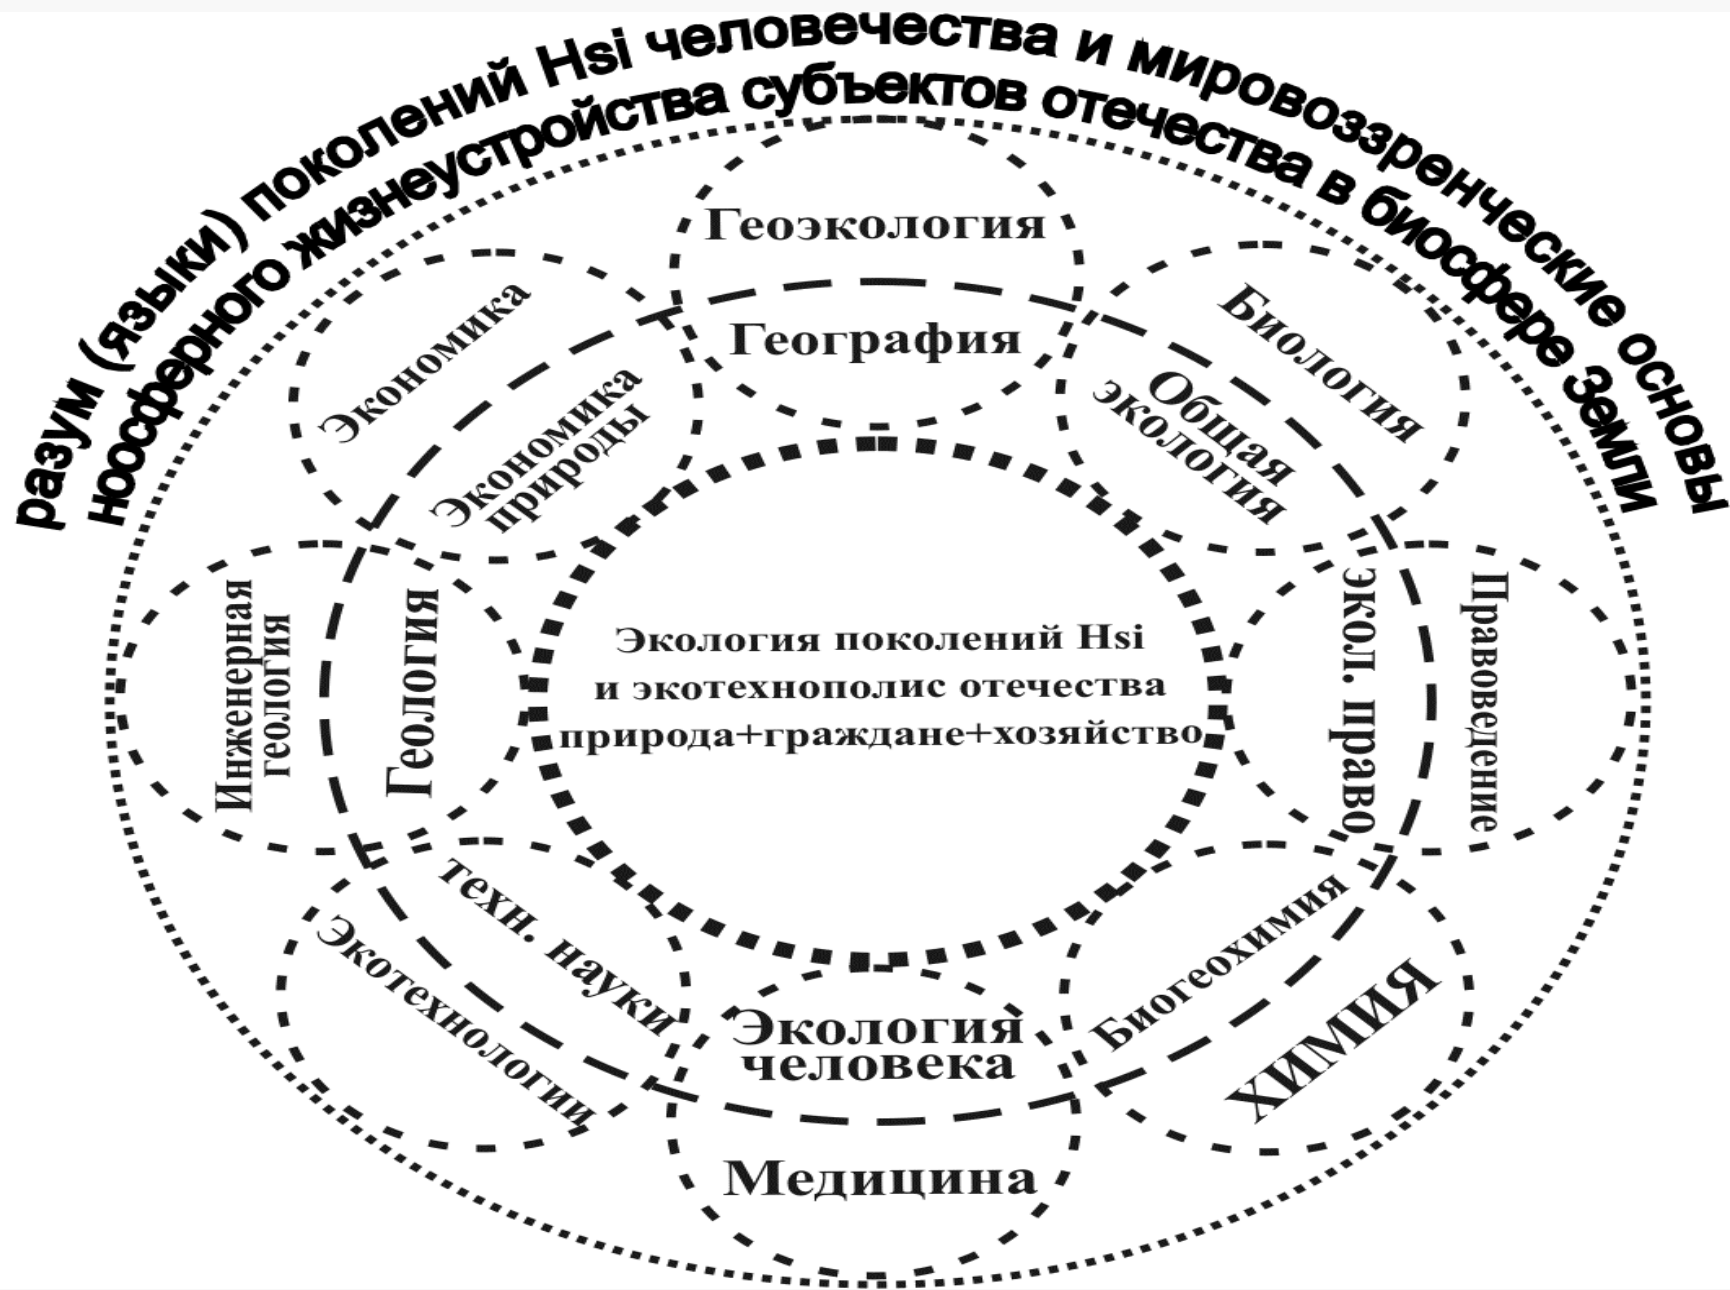 разум (языки) поколений Hsi человечества и мировоззренческие основы
ноосферного жизнеустройства субъектов отечества в биосфере Земли
Геоэкология
География
Биология
Общая
экология
Правоведение
экол. право
Биогеохимия
ХИМИЯ
Экология
человека
Медицина
техн. науки
Экотехнологии
Инженерная
геология
Геология
Экономика
Экономика
природы
Экология поколений Hsi
и экотехнополис отечества
природа+граждане+хозяйство